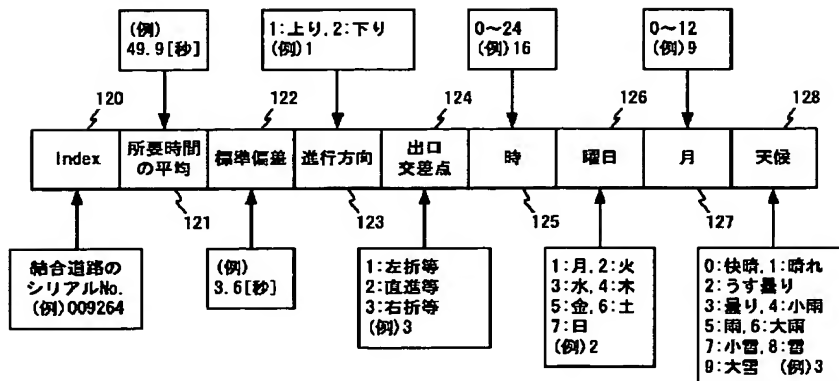 (例)
49.9[秒]
1:上り,2:下り
(例)1
0〜24
(例)16
0〜12
(例)9
120
122
124
126
128
Index
所要時間
の平均
標準偏差
進行方向
出口
交差点
時
曜日
月
天候
121
123
125
127
結合道路の
シリアルNo.
(例)009264
(例)
3.6[秒]
1:左折等
2:直進等
3:右折等
(例)3
1:月,2:火
3:水,4:木
5:金,6:土
7:日
(例)2
0:快晴,1:晴れ
2:うす曇り
3:曇り,4:小雨
5:雨,6:大雨
7:小雪,8:雪
9:大雪 (例)3